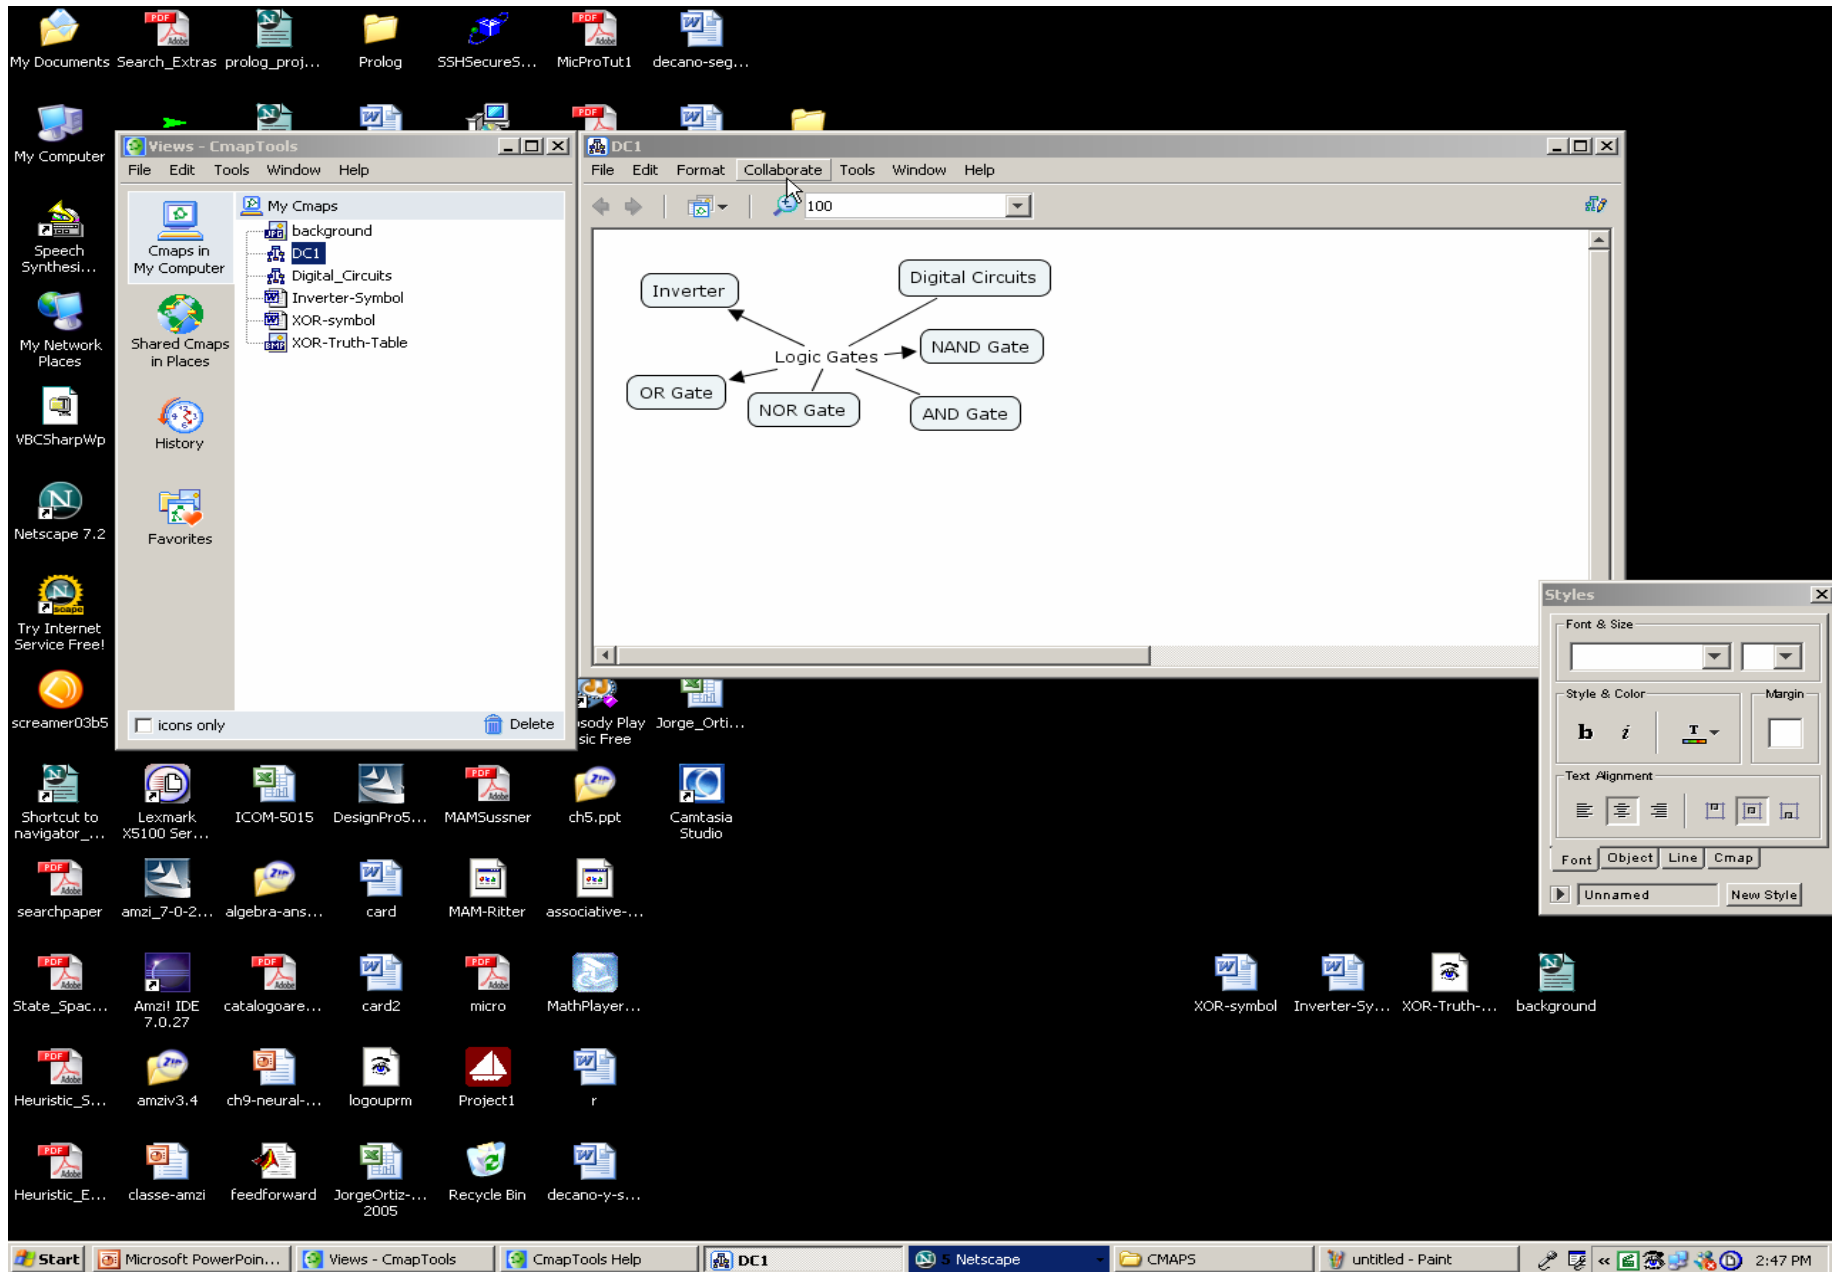 My Documents
Search_Extras
prolog_proj...
Prolog
SSHSecureS...
MicProTut1
decano-seg...
My Computer
Speech
Synthesi...
My Network
Places
VBCSharpWp
Netscape 7.2
Try Internet
Service Free!
screamer03b5
Views - CmapTools
File Edit Tools Window Help
Cmaps in
My Computer
Shared Cmaps
in Places
History
Favorites
My Cmaps
background
DC1
Digital_Circuits
Inverter-Symbol
XOR-symbol
XOR-Truth-Table
icons only
Delete
DC1
File Edit Format Collaborate Tools Window Help
100
Inverter
Digital Circuits
Logic Gates
NAND Gate
OR Gate
NOR Gate
AND Gate
Styles
Font & Size
Style & Color
Margin
b i T
Text Alignment
Font Object Line Cmap
Unnamed
New Style
sody Play
sic Free
Jorge_Orti...
Shortcut to
navigator_...
Lexmark
X5100 Ser...
ICOM-5015
DesignPro5...
MAMSussner
ch5.ppt
Camtasia
Studio
searchpaper
amzi_7-0-2...
algebra-ans...
card
MAM-Ritter
associative-...
State_Spac...
Amzi! IDE
7.0.27
catalogoare...
card2
micro
MathPlayer...
XOR-symbol
Inverter-Sy...
XOR-Truth-...
background
Heuristic_S...
amziv3.4
ch9-neural-...
logouprm
Project1
r
Heuristic_E...
classe-amzi
feedforward
JorgeOrtiz-...
2005
Recycle Bin
decano-y-s...
Start
Microsoft PowerPoin...
Views - CmapTools
CmapTools Help
DC1
5 Netscape
CMAPS
untitled - Paint
2:47 PM